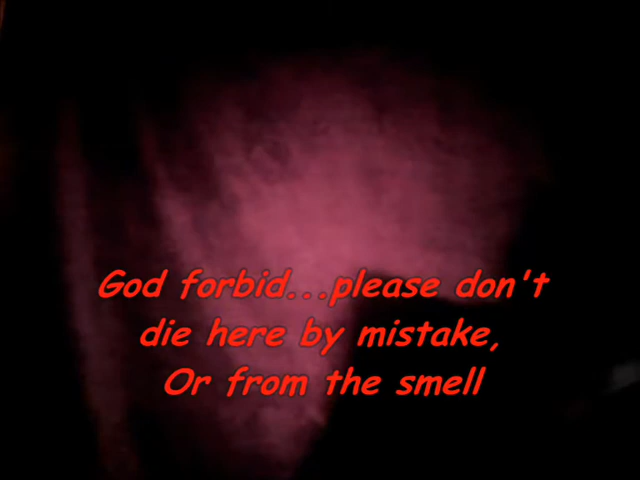 God forbid...please don't
die here by mistake,
Or from the smell